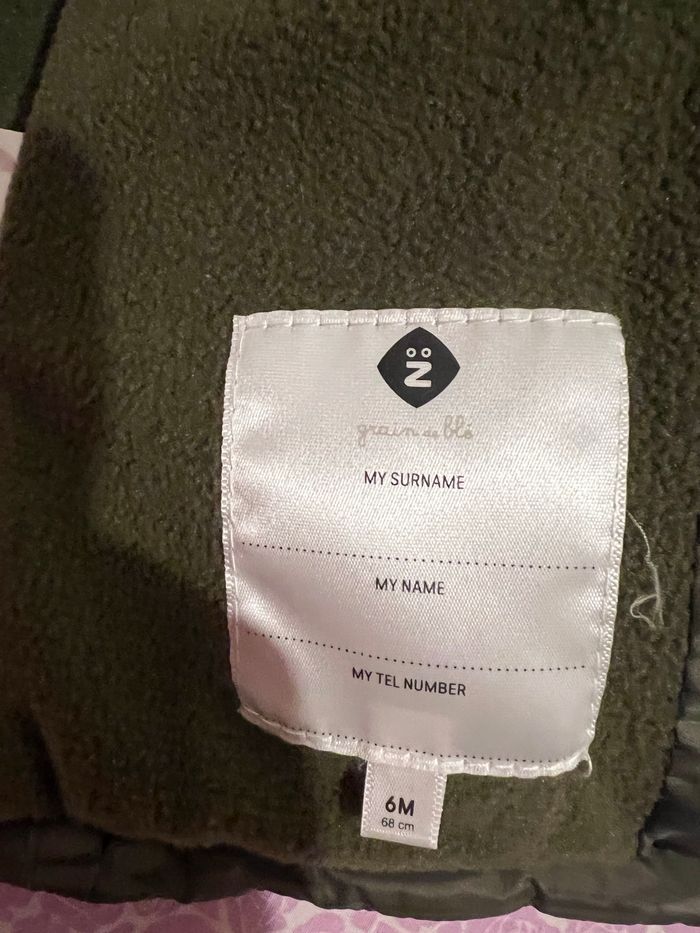 Z
grain de blé
MY SURNAME
MY NAME
MY TEL NUMBER
6M
68 cm